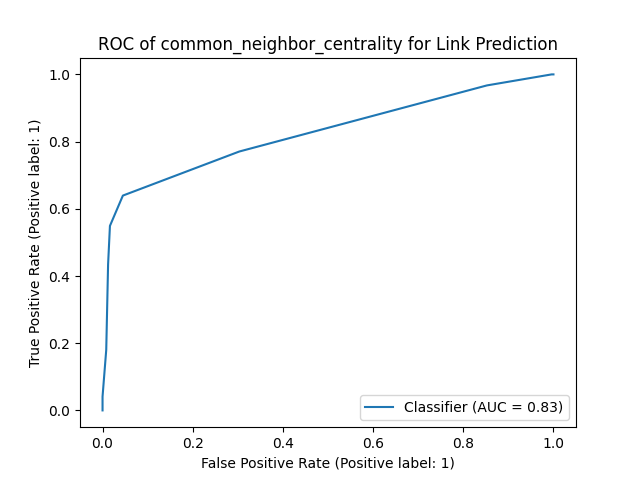 ROC of common_neighbor_centrality for Link Prediction
True Positive Rate (Positive label: 1)
1.0
0.8
0.6
0.4
0.2
0.0
Classifier (AUC = 0.83)
0.0 0.2 0.4 0.6 0.8 1.0
False Positive Rate (Positive label: 1)